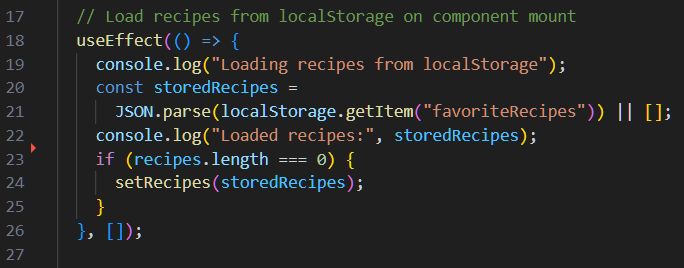 17 // Load recipes from localStorage on component mount
18 useEffect(() => {
19 console.log("Loading recipes from localStorage");
20 const storedRecipes =
21 JSON.parse(localStorage.getItem("favoriteRecipes")) || [];
22 console.log("Loaded recipes:", storedRecipes);
23 if (recipes.length === 0) {
24 setRecipes(storedRecipes);
25 }
26 }, []);
27